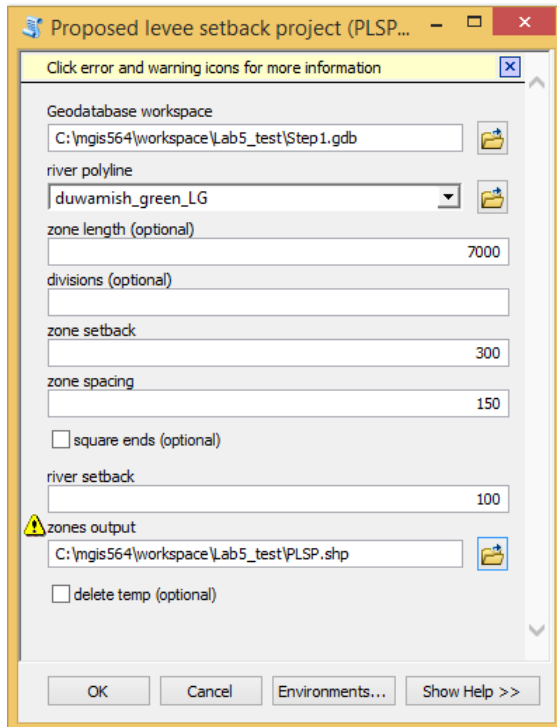 Proposed levee setback project (PLSP...
Click error and warning icons for more information
Geodatabase workspace
C:\mgis564\workspace\Lab5_test\Step1.gdb
river polyline
duwamish_green_LG
zone length (optional)
7000
divisions (optional)
zone setback
300
zone spacing
150
square ends (optional)
river setback
100
zones output
C:\mgis564\workspace\Lab5_test\PLSP.shp
delete temp (optional)
OK Cancel Environments... Show Help >>